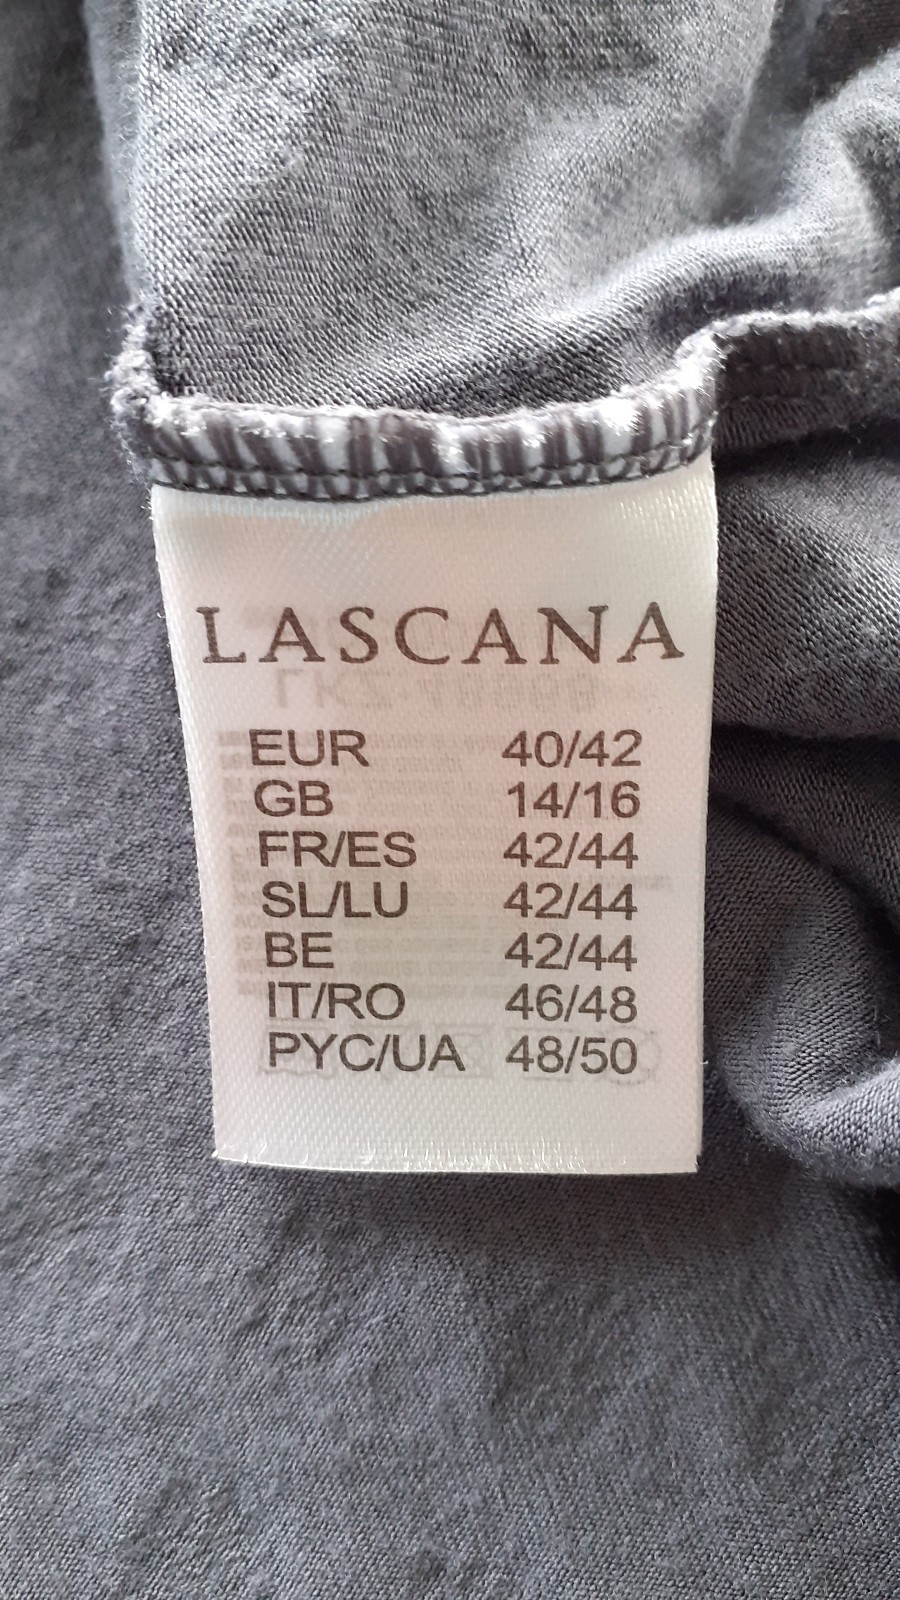 LASCANA
EUR 40/42
GB 14/16
FR/ES 42/44
SL/LU 42/44
BE 42/44
IT/RO 46/48
РУС/UA 48/50